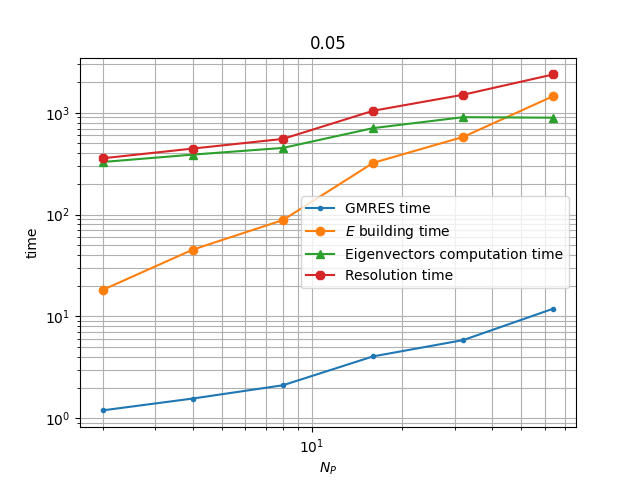 0.05
time
10³
10²
10¹
10⁰
GMRES time
E building time
Eigenvectors computation time
Resolution time
10¹
N_P